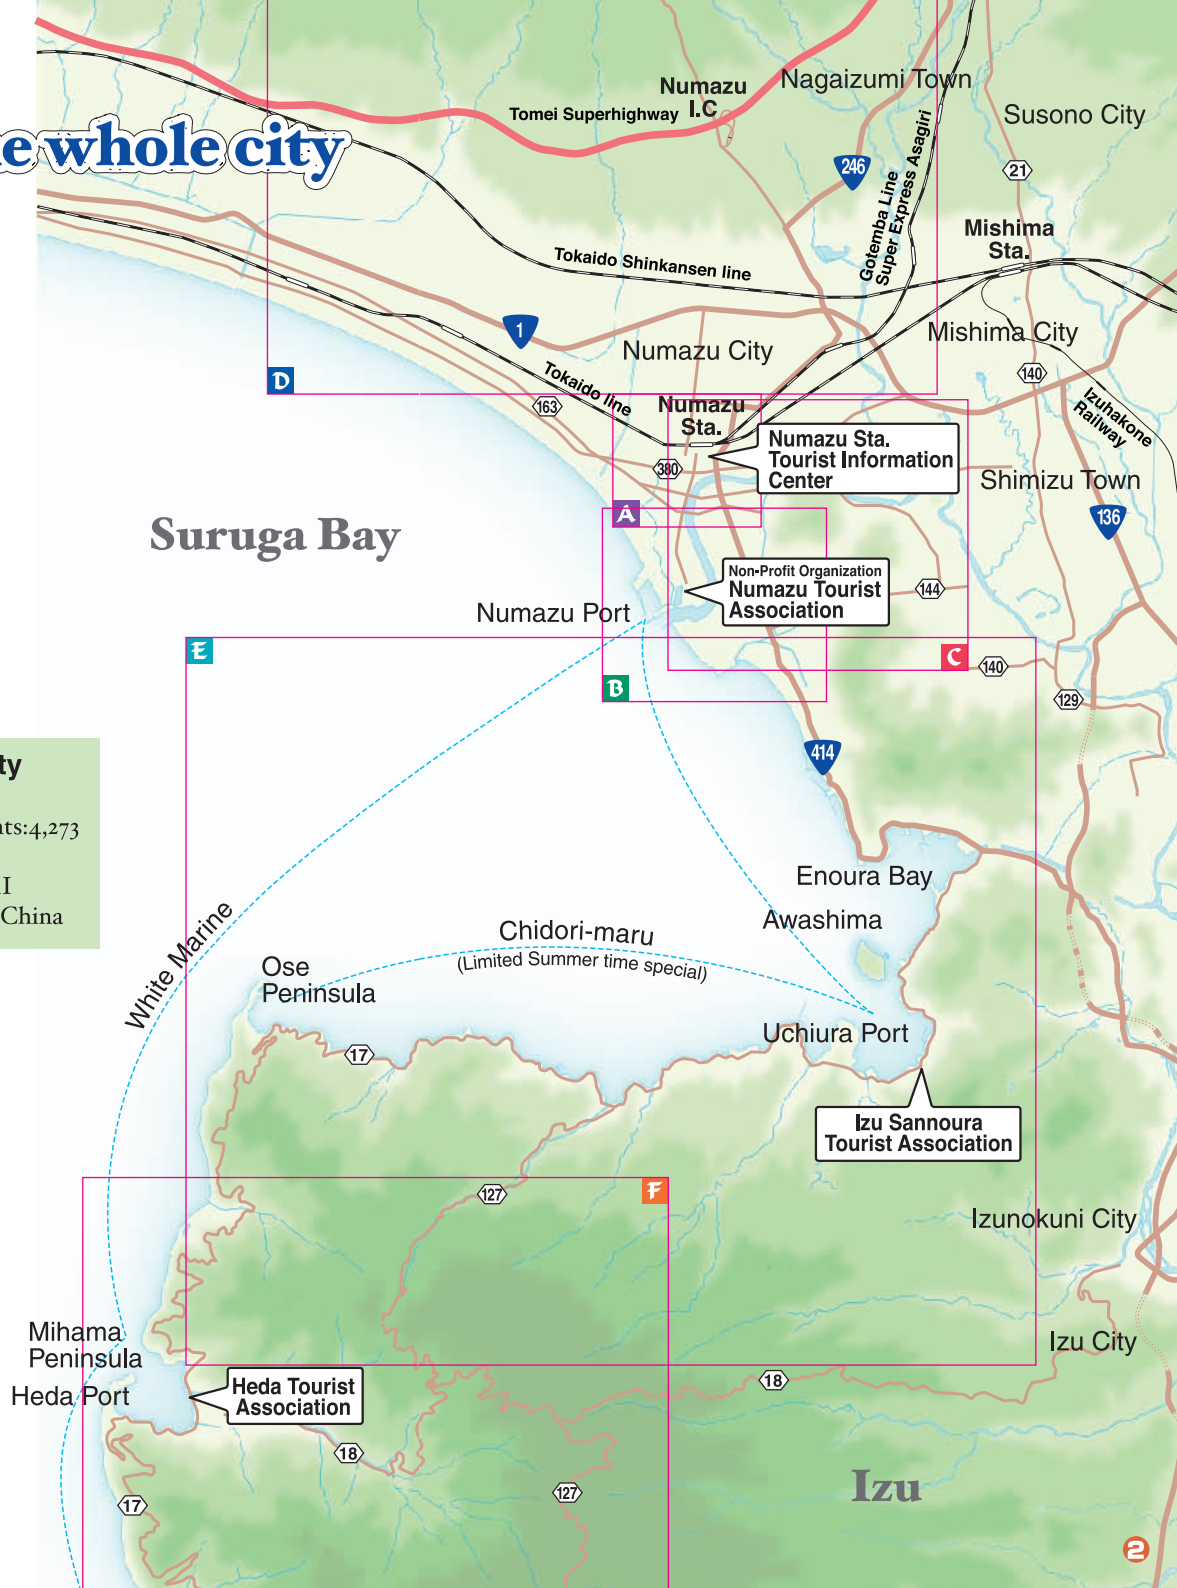 Numazu
I.C
Nagaizumi Town
Tomei Superhighway
Susono City
whole city
246
21
Gotemba Line
Super Express Asagiri
Mishima
Sta.
Tokaido Shinkansen line
1
Numazu City
Mishima City
D
Tokaido line
163
140
Izuhakone
Railway
Numazu
Sta.
380
Numazu Sta.
Tourist Information
Center
Shimizu Town
A
136
Suruga Bay
Non-Profit Organization
Numazu Tourist
Association
144
Numazu Port
E
C
140
B
129
414
4,273
China
Enoura Bay
Awashima
White Marine
Chidori-maru
(Limited Summer time special)
Ose
Peninsula
17
Uchiura Port
Izu Sannoura
Tourist Association
F
127
Izunokuni City
Mihama
Peninsula
Izu City
Heda Port
Heda Tourist
Association
18
18
127
17
Izu
2